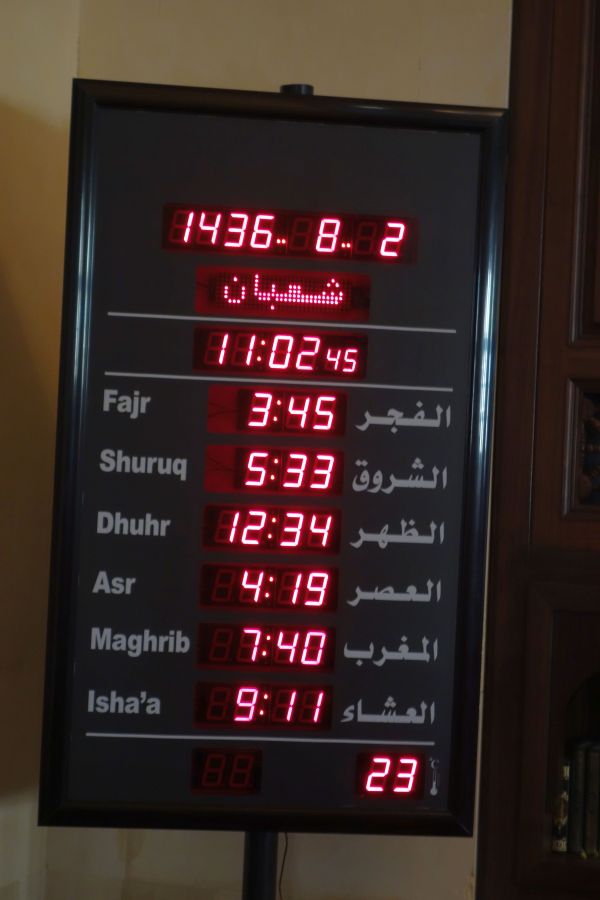 1436 8 2
شعبان
11:02 45
Fajr 3:45 الفجر
Shuruq 5:33 الشروق
Dhuhr 12:34 الظهر
Asr 4:19 العصر
Maghrib 7:40 المغرب
Isha'a 9:11 العشاء
23 °C